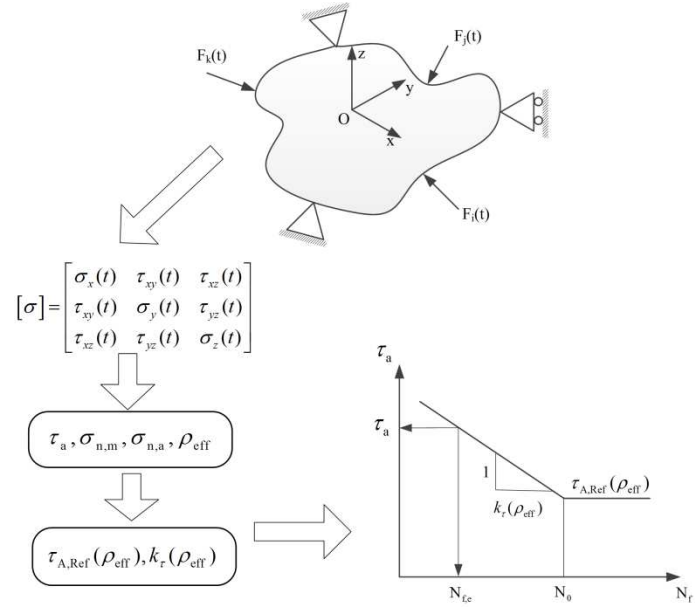 F_k(t)
F_j(t)
z
y
O
x
F_i(t)
[σ] = [σ_x(t) τ_xy(t) τ_xz(t)
τ_xy(t) σ_y(t) τ_yz(t)
τ_xz(t) τ_yz(t) σ_z(t)]
τ_a
τ_a, σ_n,m, σ_n,a, ρ_eff
τ_a
1
τ_A,Ref(ρ_eff)
k_τ(ρ_eff)
τ_A,Ref(ρ_eff), k_τ(ρ_eff)
N_f,e
N_0
N_f